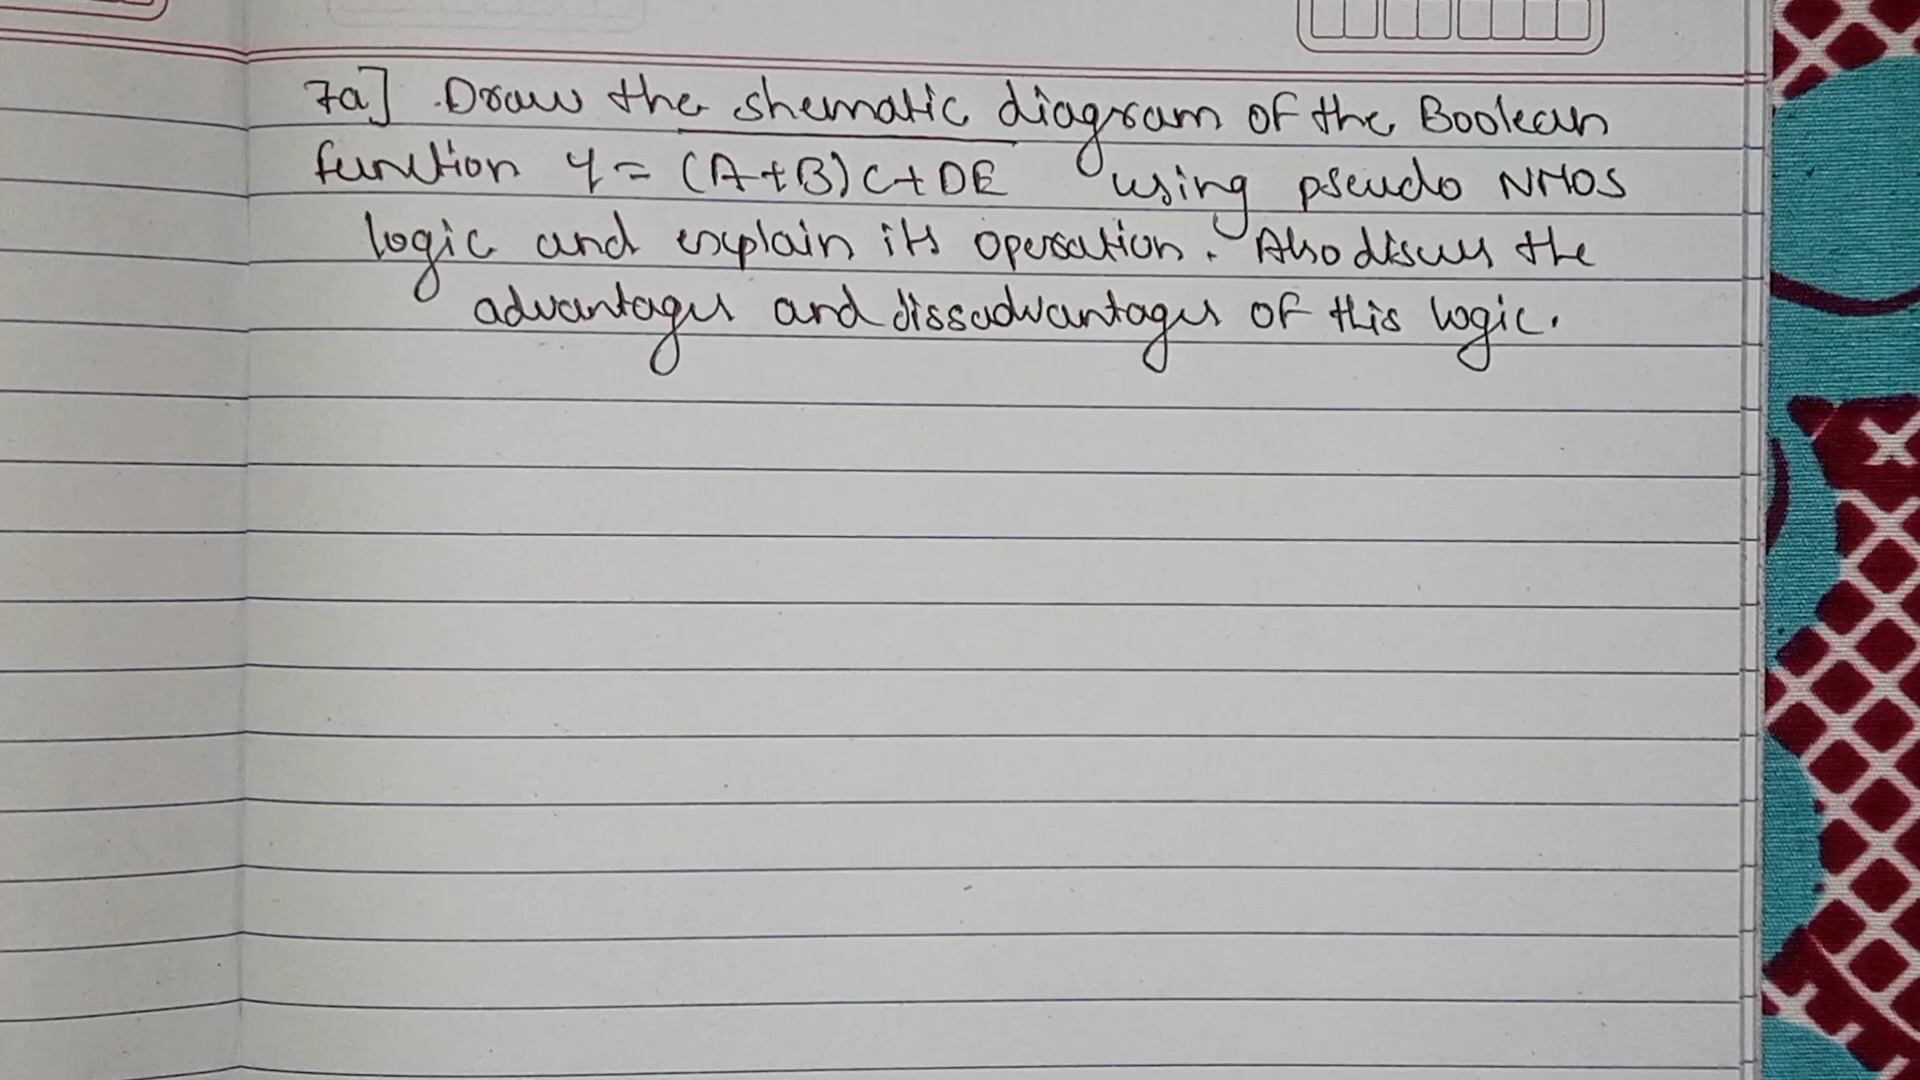 7a] Draw the shematic diagram of the Boolean
function Y = (A+B)C+DE using pseudo NMOS
logic and explain its operation. Also discuss the
advantages and dissadvantages of this logic.